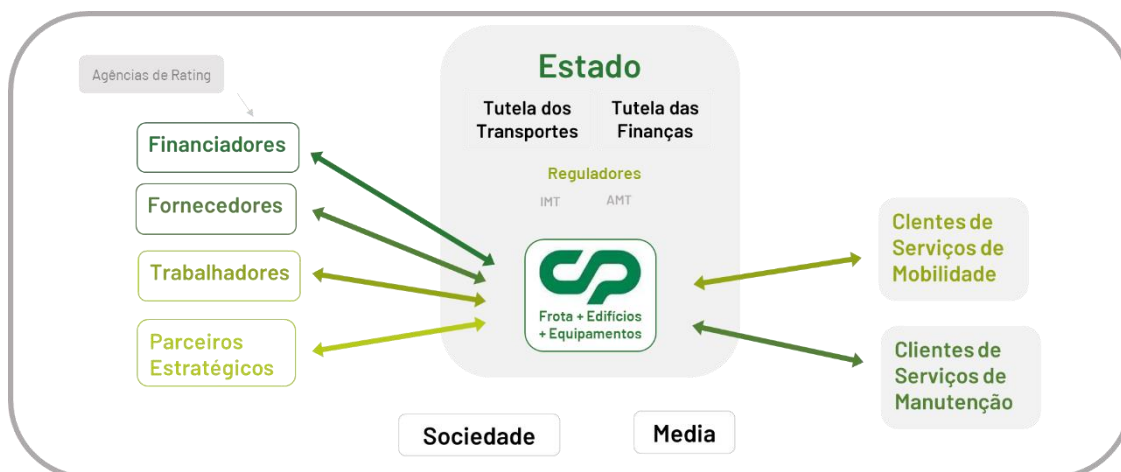 Agências de Rating
Financiadores
Fornecedores
Trabalhadores
Parceiros
Estratégicos
Estado
Tutela dos
Transportes
Tutela das
Finanças
Reguladores
IMT
AMT
CP
Frota + Edifícios
+ Equipamentos
Clentes de
Serviços de
Mobilidade
Clientes de
Serviços de
Manutenção
Sociedade
Media